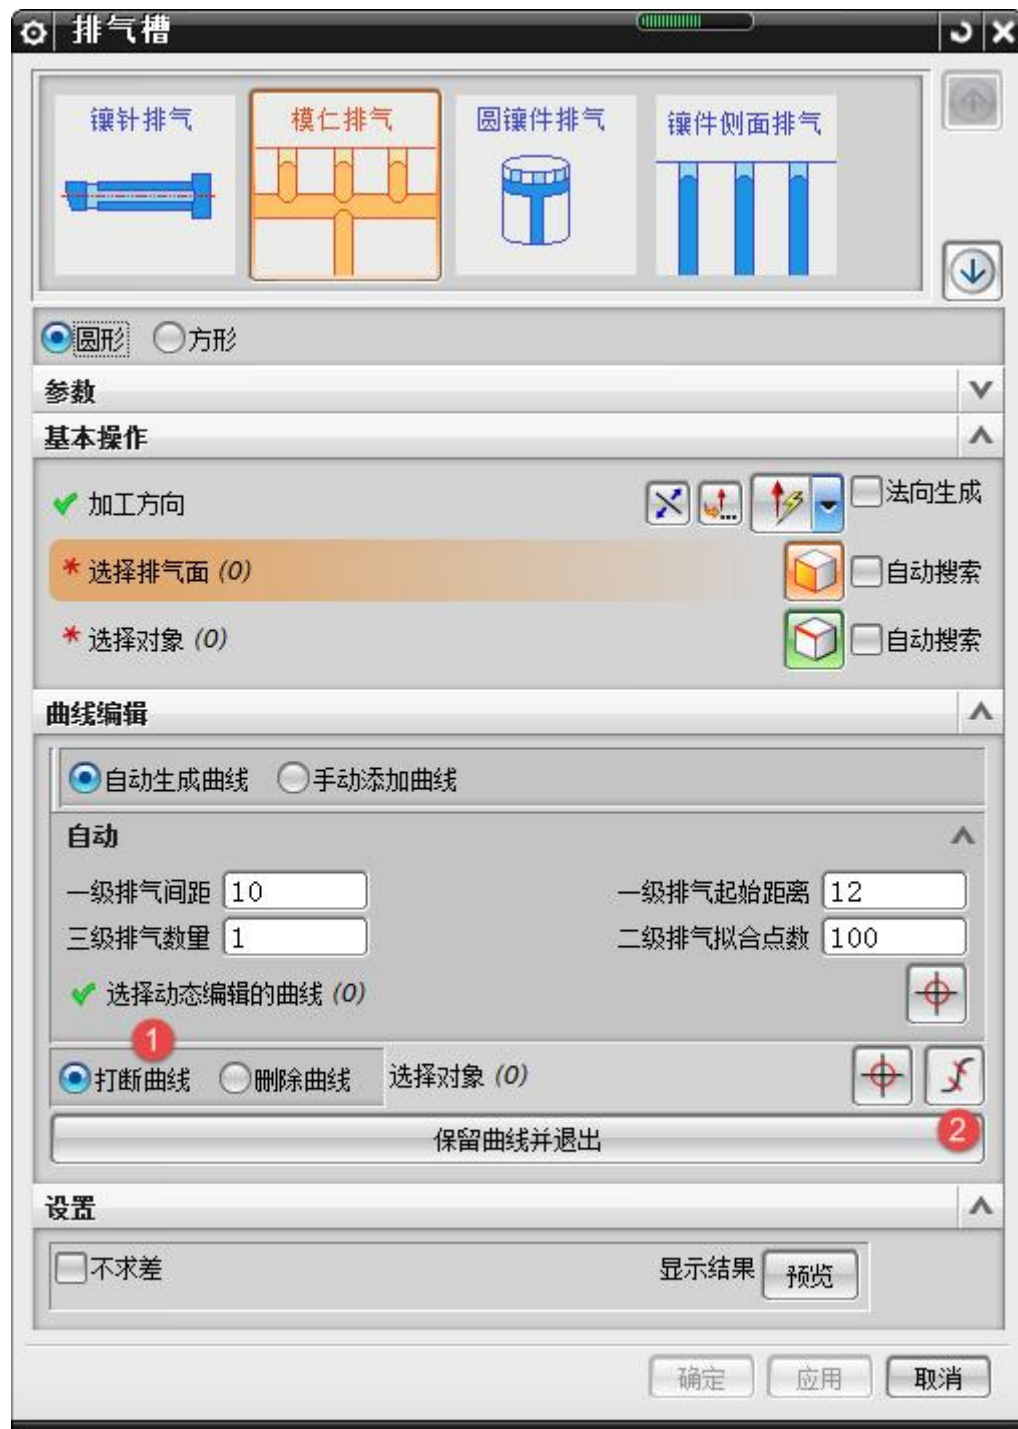 排气槽
镶针排气 模仁排气 圆镶件排气 镶件侧面排气
圆形 方形
参数
基本操作
加工方向 法向生成
* 选择排气面 (0) 自动搜索
* 选择对象 (0) 自动搜索
曲线编辑
自动生成曲线 手动添加曲线
自动
一级排气间距 10 一级排气起始距离 12
三级排气数量 1 二级排气拟合点数 100
选择动态编辑的曲线 (0)
1
打断曲线 删除曲线 选择对象 (0)
保留曲线并退出 2
设置
不求差 显示结果 预览
确定 应用 取消